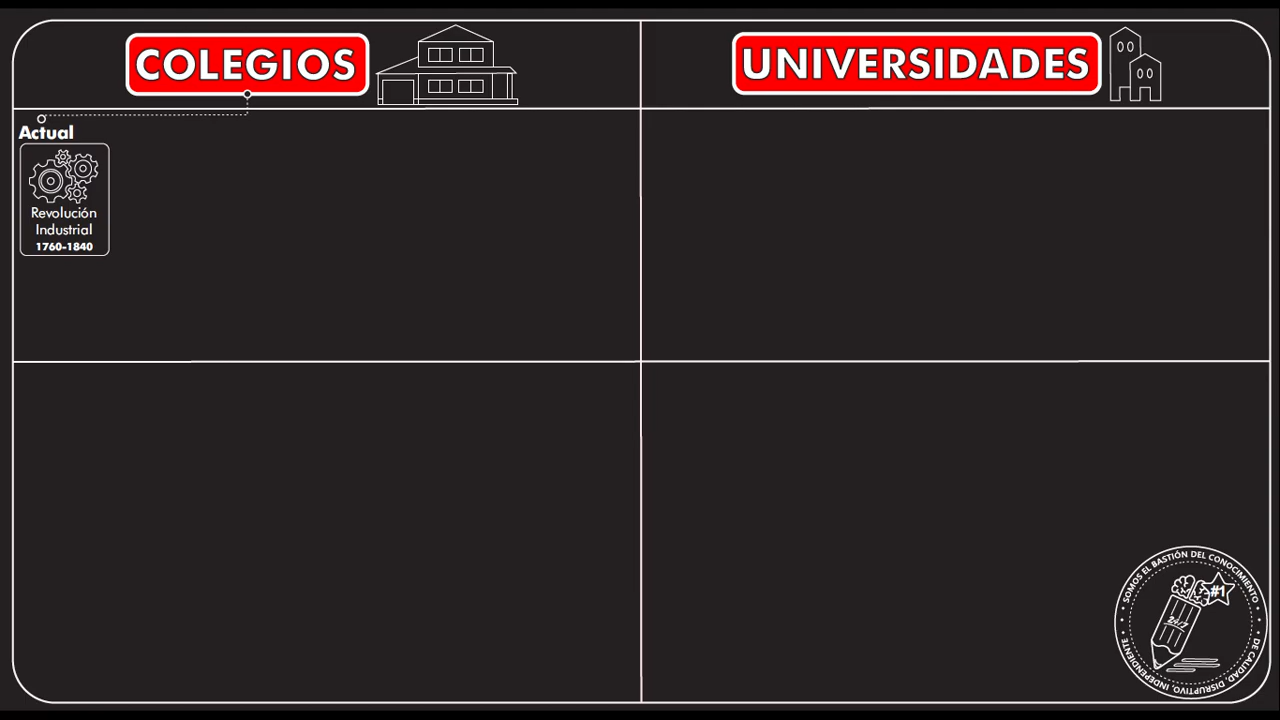 COLEGIOS
UNIVERSIDADES
Actual
Revolución
Industrial
1760-1840
SOMOS EL BASTIÓN DEL CONOCIMIENTO
#1
24/7
DE CALIDAD, DISRUPTIVO, INDEPENDIENTE